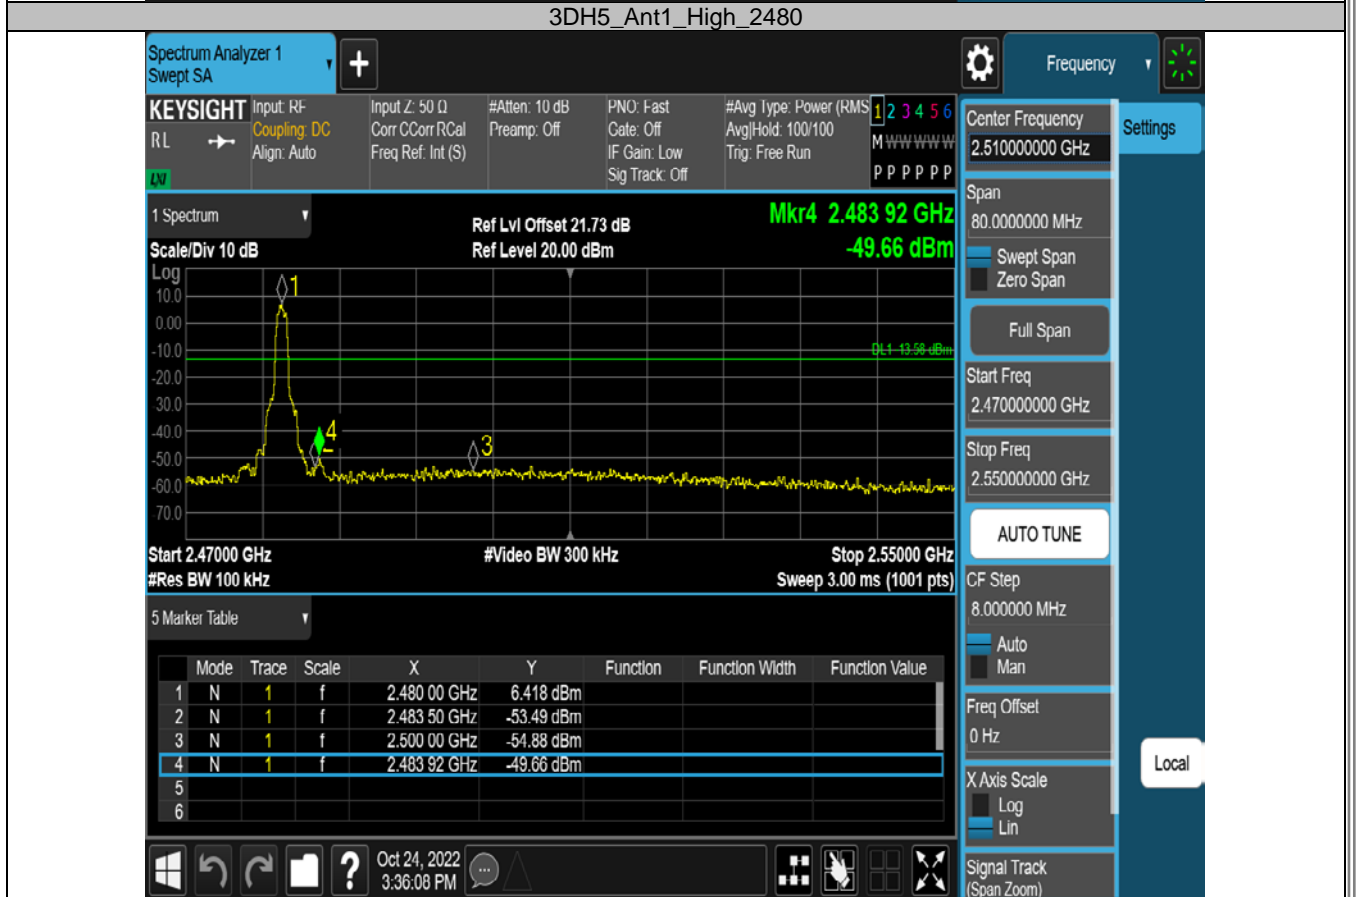 3DH5_Ant1_High_2480
Spectrum Analyzer 1
Swept SA
+
Frequency
KEYSIGHT
RL
LXI
Input: RF
Coupling: DC
Align: Auto
Input Z: 50 Ω
Corr CCorr RCal
Freq Ref: Int (S)
#Atten: 10 dB
Preamp: Off
PNO: Fast
Gate: Off
IF Gain: Low
Sig Track: Off
#Avg Type: Power (RMS
Avg|Hold: 100/100
Trig: Free Run
1 2 3 4 5 6
M W W W W W
P P P P P P
1 Spectrum
Scale/Div 10 dB
Ref Lvl Offset 21.73 dB
Ref Level 20.00 dBm
Mkr4 2.483 92 GHz
-49.66 dBm
Log
10.0
0.00
-10.0
-20.0
-30.0
-40.0
-50.0
-60.0
-70.0
1
4
3
DL1 -13.58 dBm
Start 2.47000 GHz
#Video BW 300 kHz
Stop 2.55000 GHz
#Res BW 100 kHz
Sweep 3.00 ms (1001 pts)
5 Marker Table
Mode Trace Scale X Y Function Function Width Function Value
1 N 1 f 2.480 00 GHz 6.418 dBm
2 N 1 f 2.483 50 GHz -53.49 dBm
3 N 1 f 2.500 00 GHz -54.88 dBm
4 N 1 f 2.483 92 GHz -49.66 dBm
5
6
?
Oct 24, 2022
3:36:08 PM
Center Frequency
2.510000000 GHz
Settings
Span
80.0000000 MHz
Swept Span
Zero Span
Full Span
Start Freq
2.470000000 GHz
Stop Freq
2.550000000 GHz
AUTO TUNE
CF Step
8.000000 MHz
Auto
Man
Freq Offset
0 Hz
Local
X Axis Scale
Log
Lin
Signal Track
(Span Zoom)